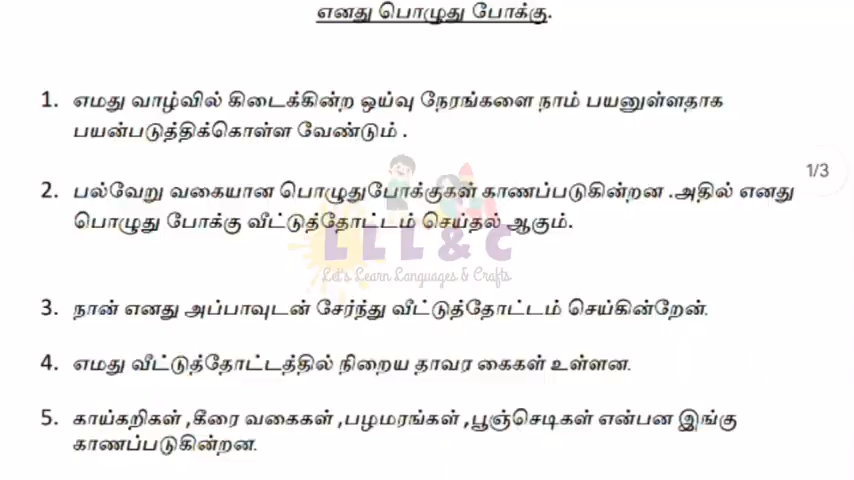 எனது பொழுது போக்கு.
1. எமது வாழ்வில் கிடைக்கின்ற ஒய்வு நேரங்களை நாம் பயனுள்ளதாக
பயன்படுத்திக்கொள்ள வேண்டும் .
1/3
2. பல்வேறு வகையான பொழுதுபோக்குகள் காணப்படுகின்றன .அதில் எனது
பொழுது போக்கு வீட்டுத்தோட்டம் செய்தல் ஆகும்.
LLL & C
Let's Learn Languages & Crafts
3. நான் எனது அப்பாவுடன் சேர்ந்து வீட்டுத்தோட்டம் செய்கின்றேன்.
4. எமது வீட்டுத்தோட்டத்தில் நிறைய தாவர கைகள் உள்ளன.
5. காய்கறிகள் ,கீரை வகைகள் ,பழமரங்கள் ,பூஞ்செடிகள் என்பன இங்கு
காணப்படுகின்றன.